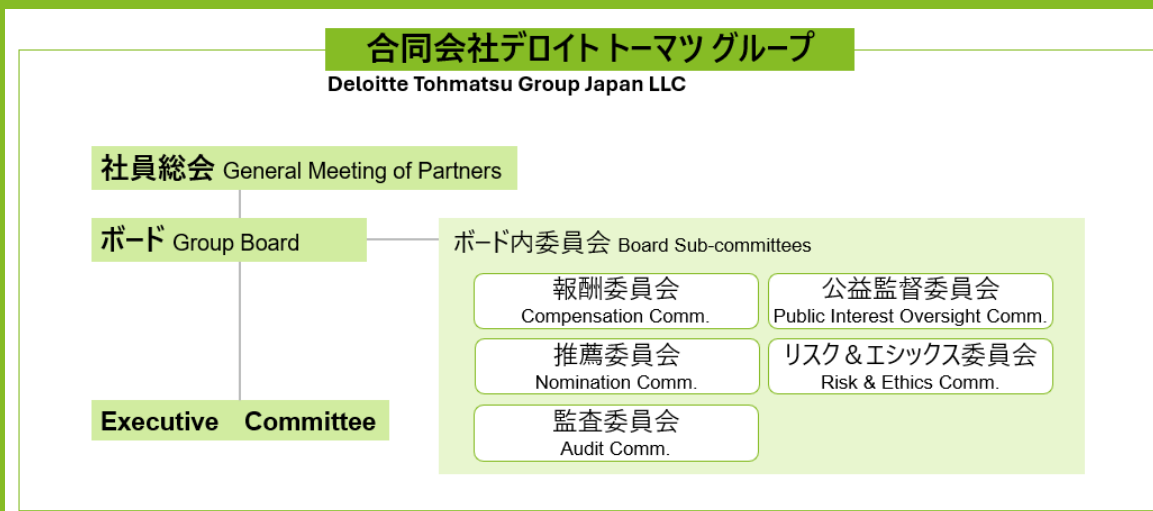 合同会社デロイト トーマツ グループ
Deloitte Tohmatsu Group Japan LLC
社員総会 General Meeting of Partners
ボード Group Board
ボード内委員会 Board Sub-committees
報酬委員会
Compensation Comm.
公益監督委員会
Public Interest Oversight Comm.
推薦委員会
Nomination Comm.
リスク＆エシックス委員会
Risk & Ethics Comm.
監査委員会
Audit Comm.
Executive Committee